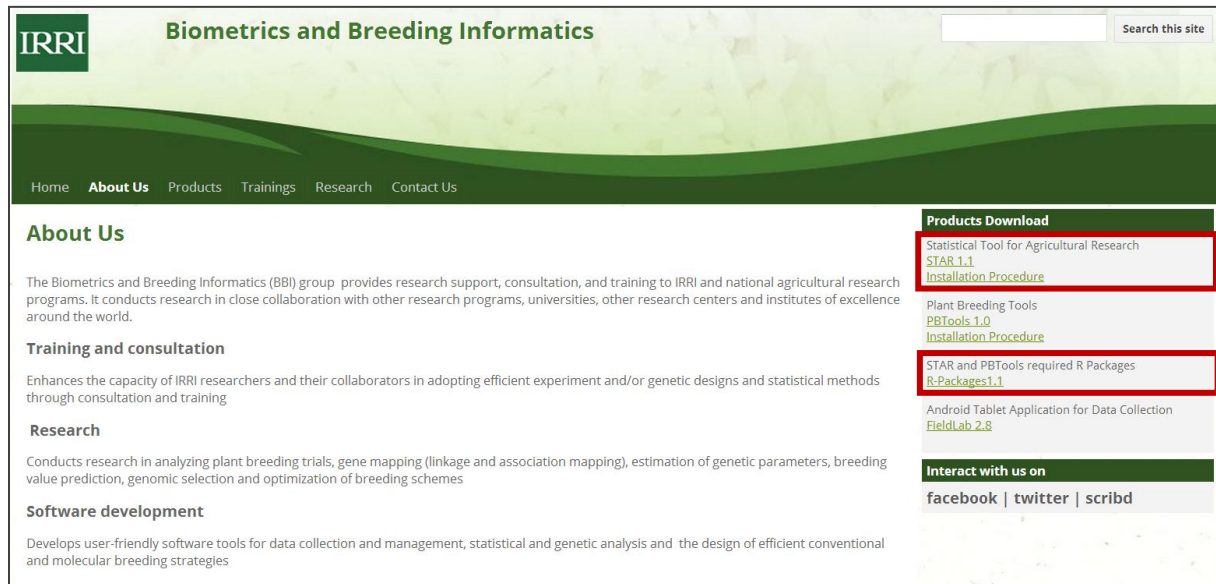 IRRI
Biometrics and Breeding Informatics
Search this site
Home About Us Products Trainings Research Contact Us
About Us
The Biometrics and Breeding Informatics (BBI) group provides research support, consultation, and training to IRRI and national agricultural research
programs. It conducts research in close collaboration with other research programs, universities, other research centers and institutes of excellence
around the world.
Training and consultation
Enhances the capacity of IRRI researchers and their collaborators in adopting efficient experiment and/or genetic designs and statistical methods
through consultation and training
Research
Conducts research in analyzing plant breeding trials, gene mapping (linkage and association mapping), estimation of genetic parameters, breeding
value prediction, genomic selection and optimization of breeding schemes
Software development
Develops user-friendly software tools for data collection and management, statistical and genetic analysis and the design of efficient conventional
and molecular breeding strategies
Products Download
Statistical Tool for Agricultural Research
STAR 1.1
Installation Procedure
Plant Breeding Tools
PBTools 1.0
Installation Procedure
STAR and PBTools required R Packages
R-Packages1.1
Android Tablet Application for Data Collection
FieldLab 2.8
Interact with us on
facebook | twitter | scribd